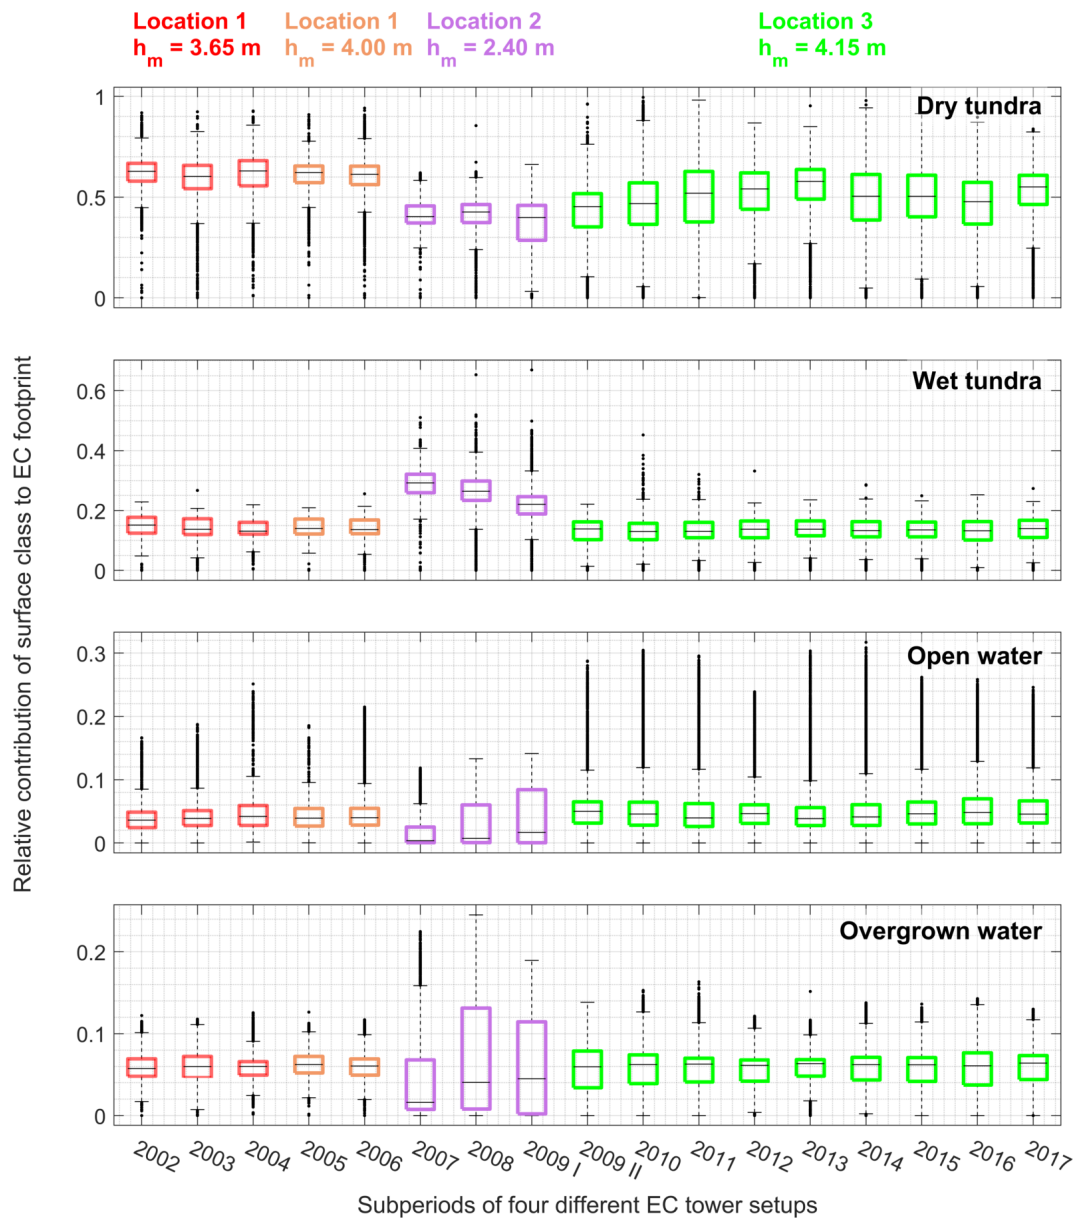 Location 1
h_m = 3.65 m
Location 1
h_m = 4.00 m
Location 2
h_m = 2.40 m
Location 3
h_m = 4.15 m
Relative contribution of surface class to EC footprint
Dry tundra
1
0.5
0
Wet tundra
0.6
0.4
0.2
0
Open water
0.3
0.2
0.1
0
Overgrown water
0.2
0.1
0
2002
2003
2004
2005
2006
2007
2008
2009 I
2009 II
2010
2011
2012
2013
2014
2015
2016
2017
Subperiods of four different EC tower setups